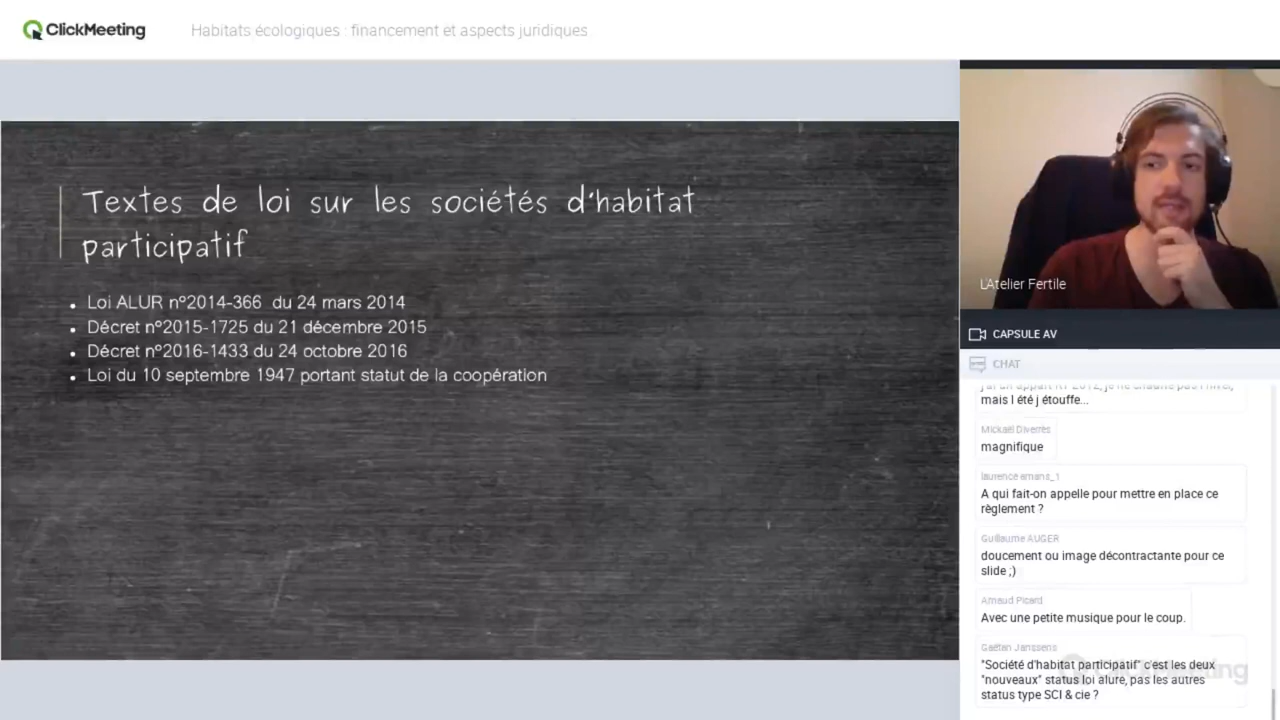 ClickMeeting
Habitats écologiques : financement et aspects juridiques
Textes de loi sur les sociétés d'habitat
participatif
• Loi ALUR nº2014-366 du 24 mars 2014
• Décret nº2015-1725 du 21 décembre 2015
• Décret nº2016-1433 du 24 octobre 2016
• Loi du 10 septembre 1947 portant statut de la coopération
L'Atelier Fertile
CAPSULE AV
CHAT
mais l été j étouffe...
Mickaël Diverrès
magnifique
laurence amans_1
A qui fait-on appelle pour mettre en place ce
règlement ?
Guillaume AUGER
doucement ou image décontractante pour ce
slide ;)
Arnaud Picard
Avec une petite musique pour le coup.
Gaëtan Janssens
"Société d'habitat participatif" c'est les deux
"nouveaux" status loi alure, pas les autres
status type SCI & cie ?